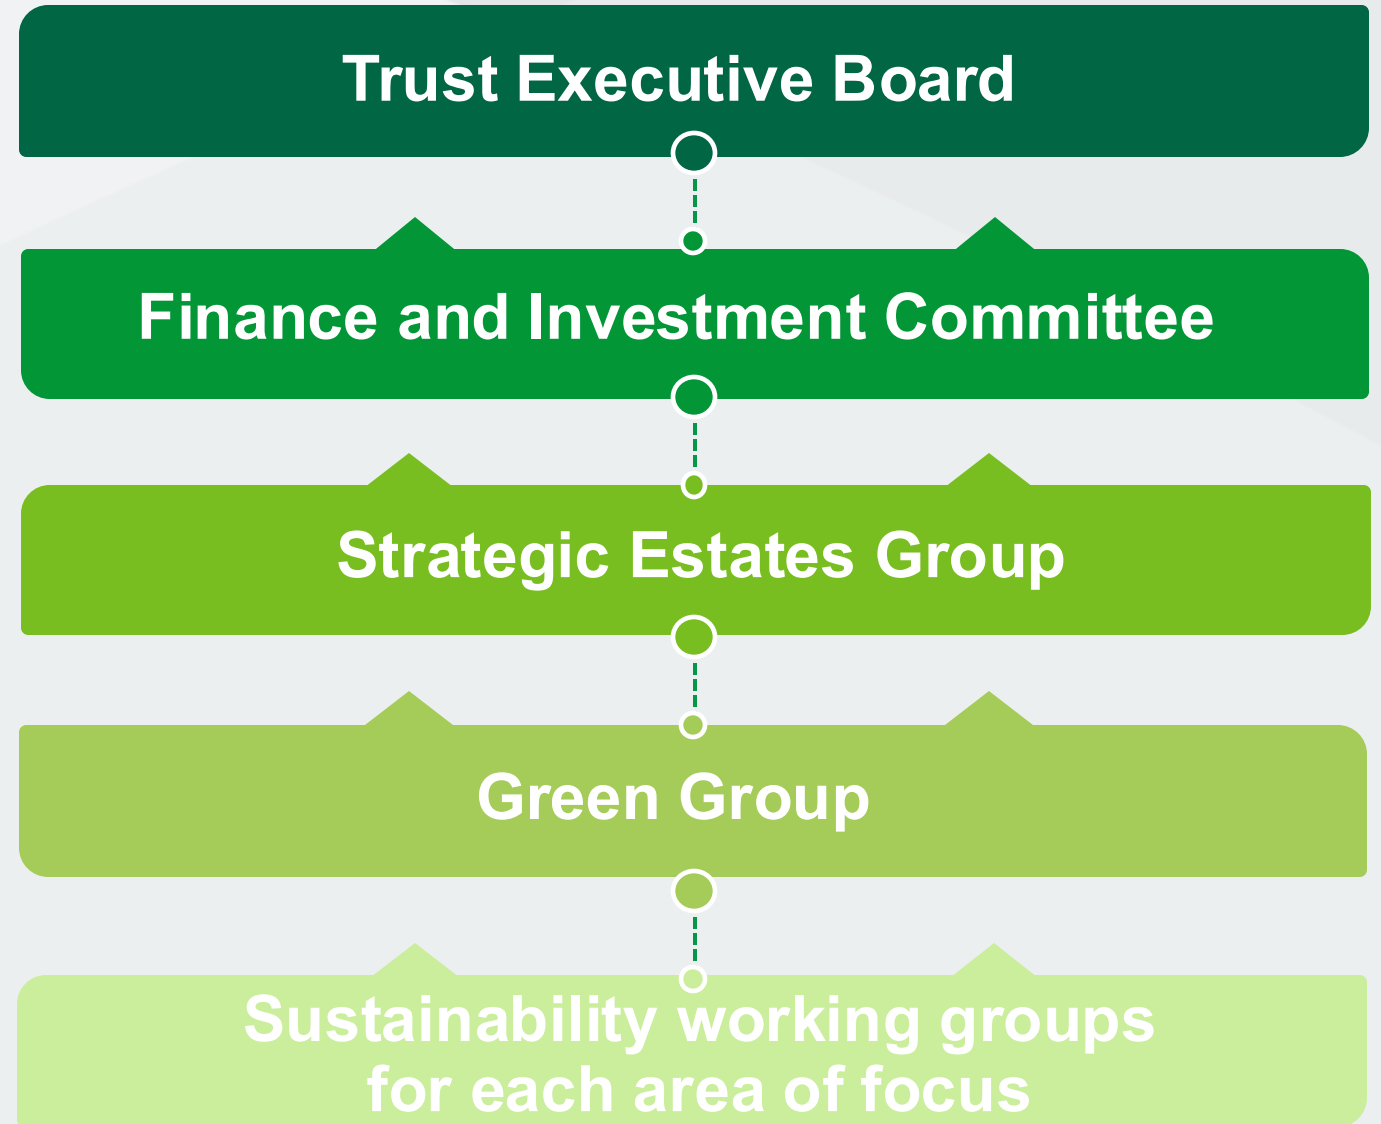 Trust Executive Board
Finance and Investment Committee
Strategic Estates Group
Green Group
Sustainability working groups
for each area of focus